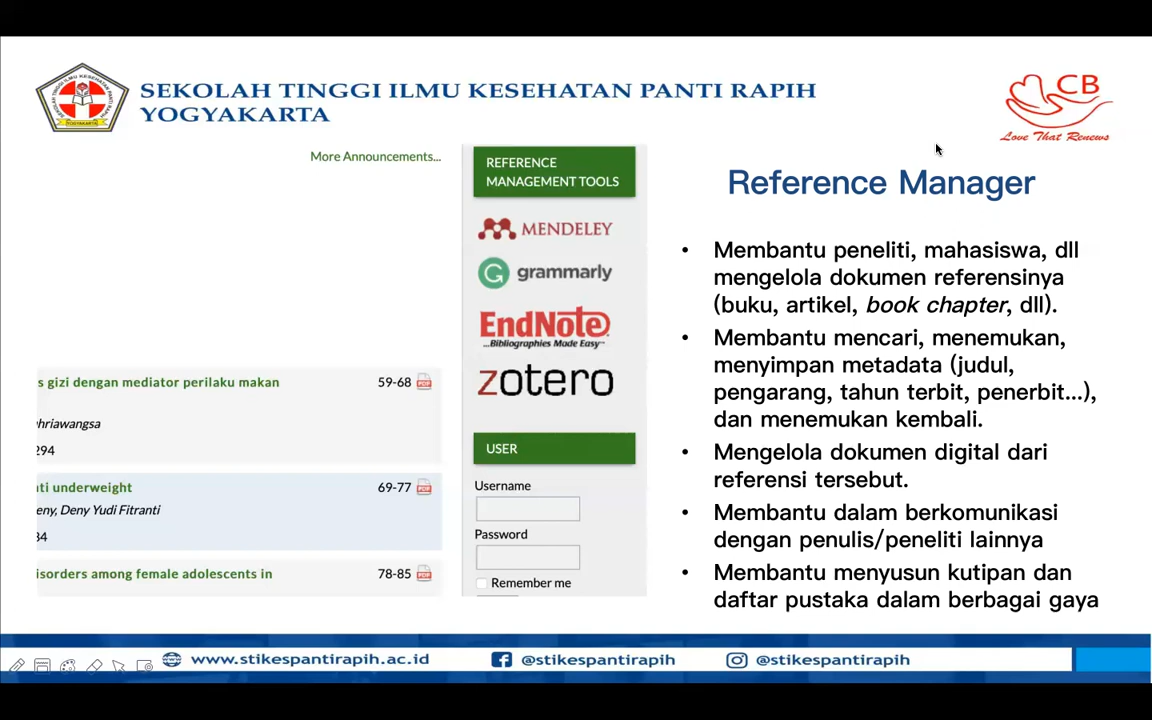 SEKOLAH TINGGI ILMU KESEHATAN PANTI RAPIH
YOGYAKARTA
CB
Love That Renews
More Announcements...
REFERENCE
MANAGEMENT TOOLS
MENDELEY
grammarly
EndNote
...Bibliographies Made Easy
zotero
s gizi dengan mediator perilaku makan 59-68
hriawangsa
294
USER
Username
Password
Remember me
ti underweight 69-77
eny, Deny Yudi Fitranti
34
isorders among female adolescents in 78-85
Reference Manager
• Membantu peneliti, mahasiswa, dll
mengelola dokumen referensinya
(buku, artikel, book chapter, dll).
• Membantu mencari, menemukan,
menyimpan metadata (judul,
pengarang, tahun terbit, penerbit...),
dan menemukan kembali.
• Mengelola dokumen digital dari
referensi tersebut.
• Membantu dalam berkomunikasi
dengan penulis/peneliti lainnya
• Membantu menyusun kutipan dan
daftar pustaka dalam berbagai gaya
www.stikespantirapih.ac.id
@stikespantirapih
@stikespantirapih